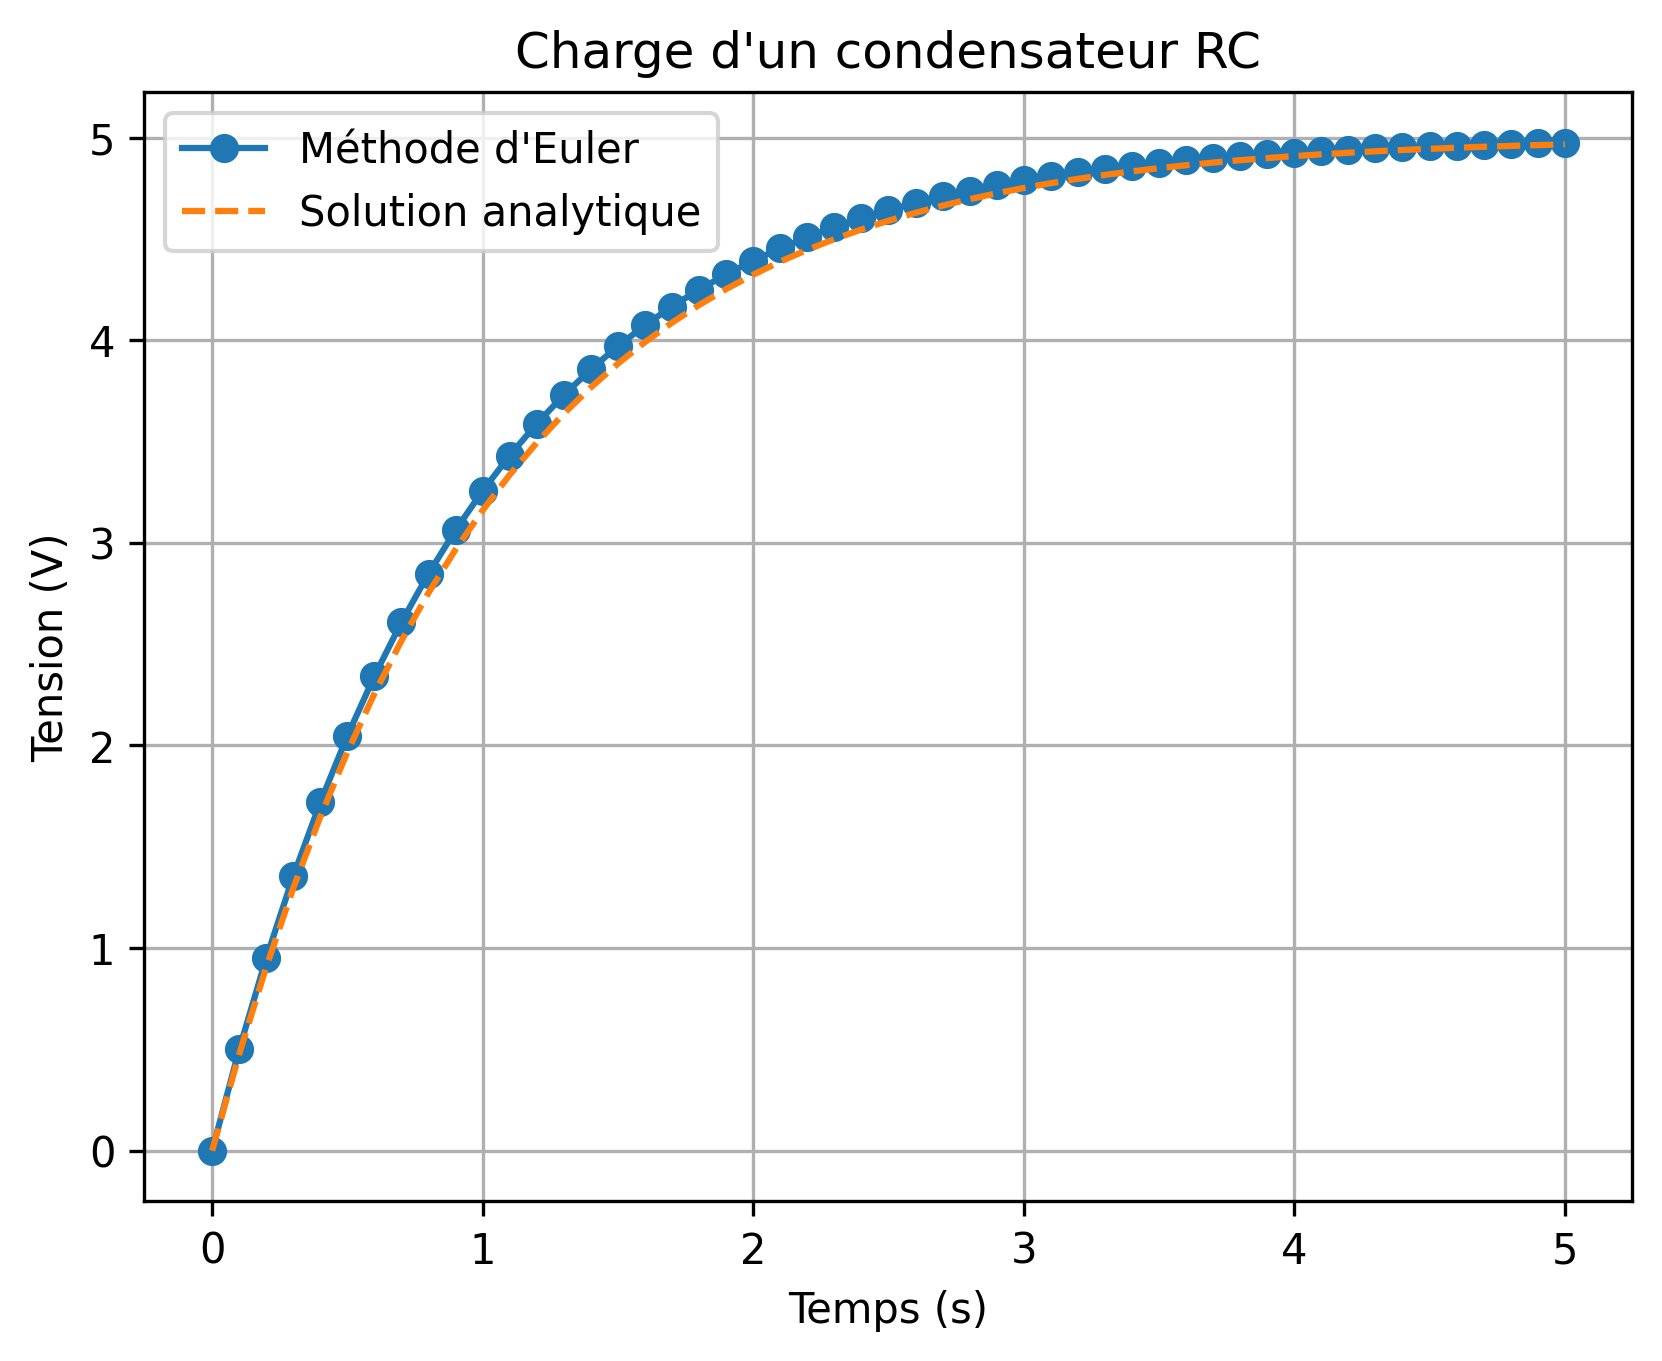 Charge d'un condensateur RC
Méthode d'Euler
Solution analytique
5
4
3
2
1
0
Tension (V)
0 1 2 3 4 5
Temps (s)